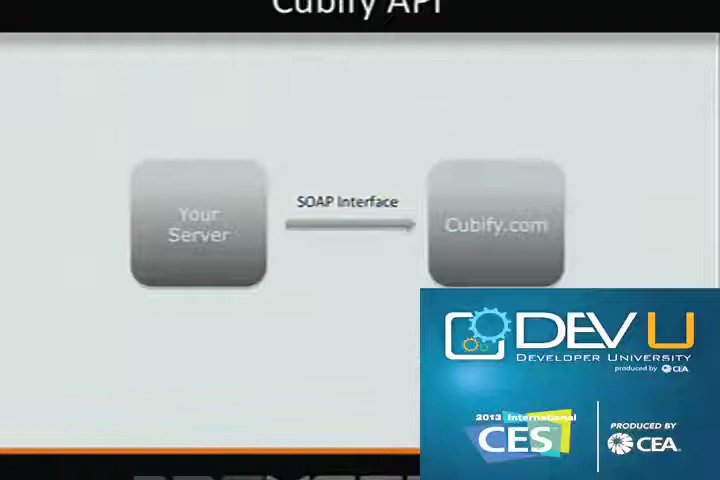 Cubify API
SOAP Interface
Your
Server
Cubify.com
DEV U
DEVELOPER UNIVERSITY
produced by CEA
2013 International
CES
PRODUCED BY
CEA